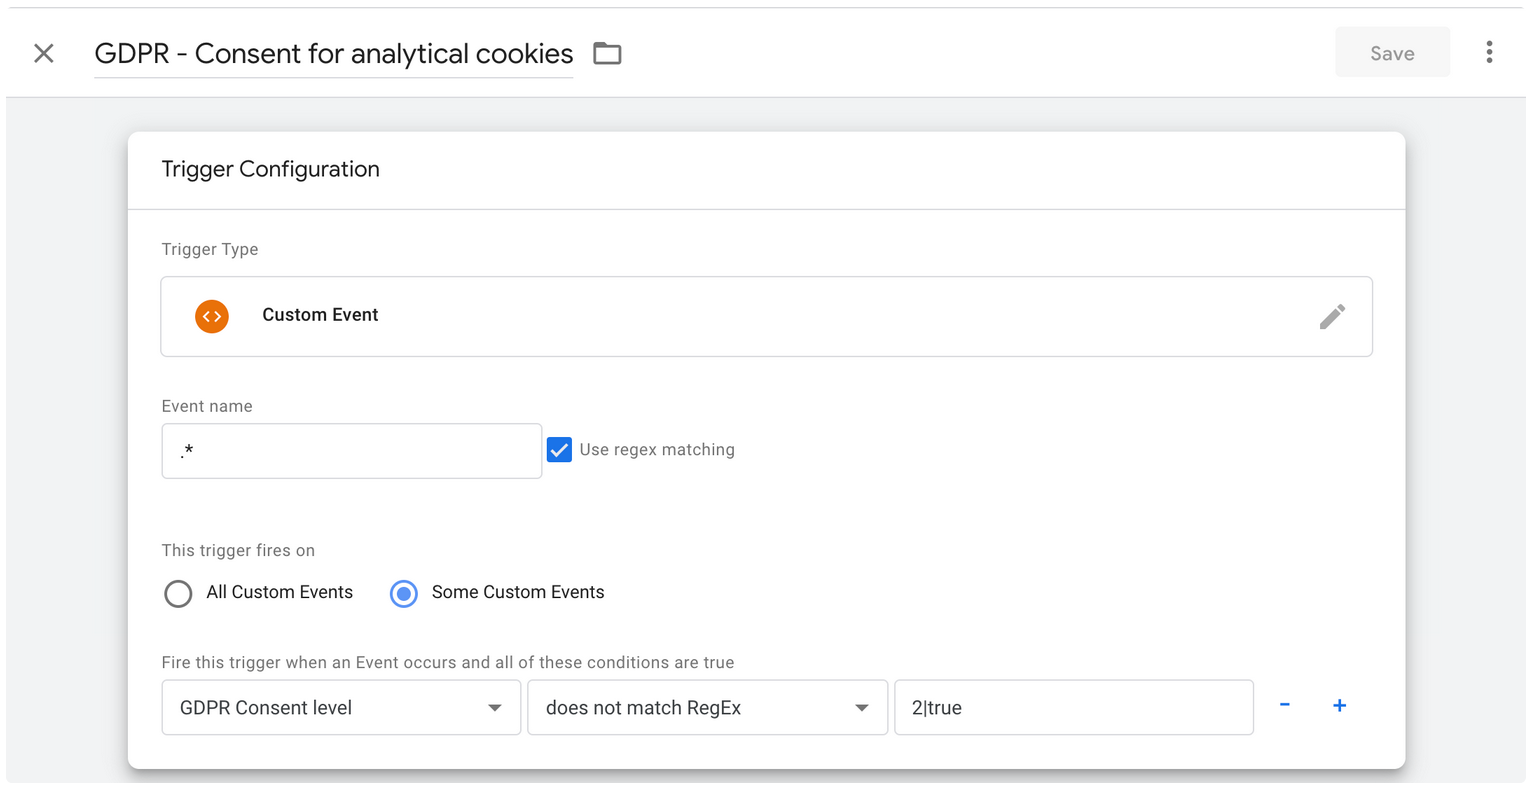 GDPR - Consent for analytical cookies
Save
Trigger Configuration
Trigger Type
Custom Event
Event name
.*
Use regex matching
This trigger fires on
All Custom Events
Some Custom Events
Fire this trigger when an Event occurs and all of these conditions are true
GDPR Consent level
does not match RegEx
2|true